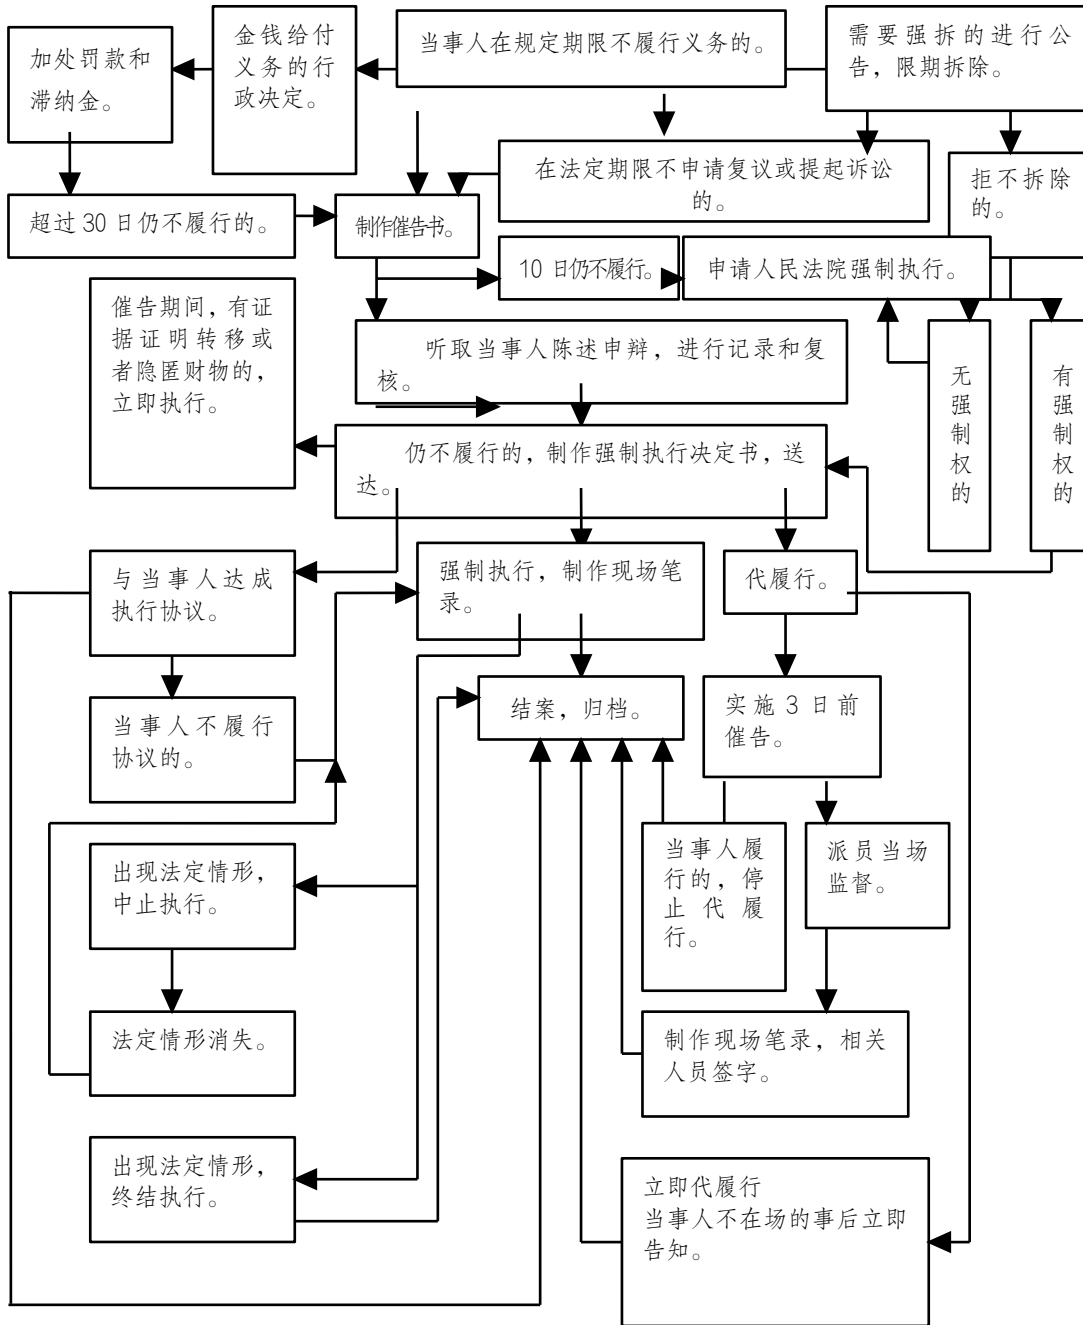 加处罚款和
滞纳金。
金钱给付
义务的行
政决定。
当事人在规定期限不履行义务的。
需要强拆的进行公
告，限期拆除。
在法定期限不申请复议或提起诉讼
的。
拒不拆除
的。
超过 30 日仍不履行的。
制作催告书。
10 日仍不履行。
申请人民法院强制执行。
催告期间，有证
据证明转移或
者隐匿财物的，
立即执行。
听取当事人陈述申辩，进行记录和复
核。
无
强
制
权
的
有
强
制
权
的
仍不履行的，制作强制执行决定书，送
达。
与当事人达成
执行协议。
强制执行，制作现场笔
录。
代履行。
当事人不履行
协议的。
结案，归档。
实施 3 日前
催告。
出现法定情形，
中止执行。
当事人履
行的，停
止代履
行。
派员当场
监督。
法定情形消失。
制作现场笔录，相关
人员签字。
出现法定情形，
终结执行。
立即代履行
当事人不在场的事后立即
告知。